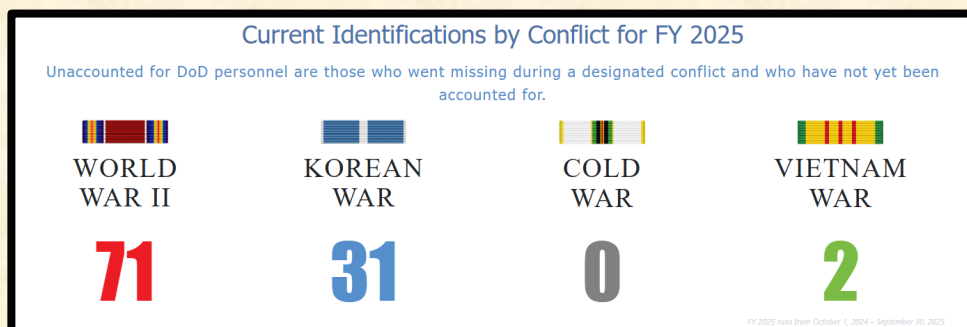 Current Identifications by Conflict for FY 2025
Unaccounted for DoD personnel are those who went missing during a designated conflict and who have not yet been
accounted for.
WORLD
WAR II
KOREAN
WAR
COLD
WAR
VIETNAM
WAR
71
31
0
2
FY 2025 runs from October 1, 2024 – September 30, 2025